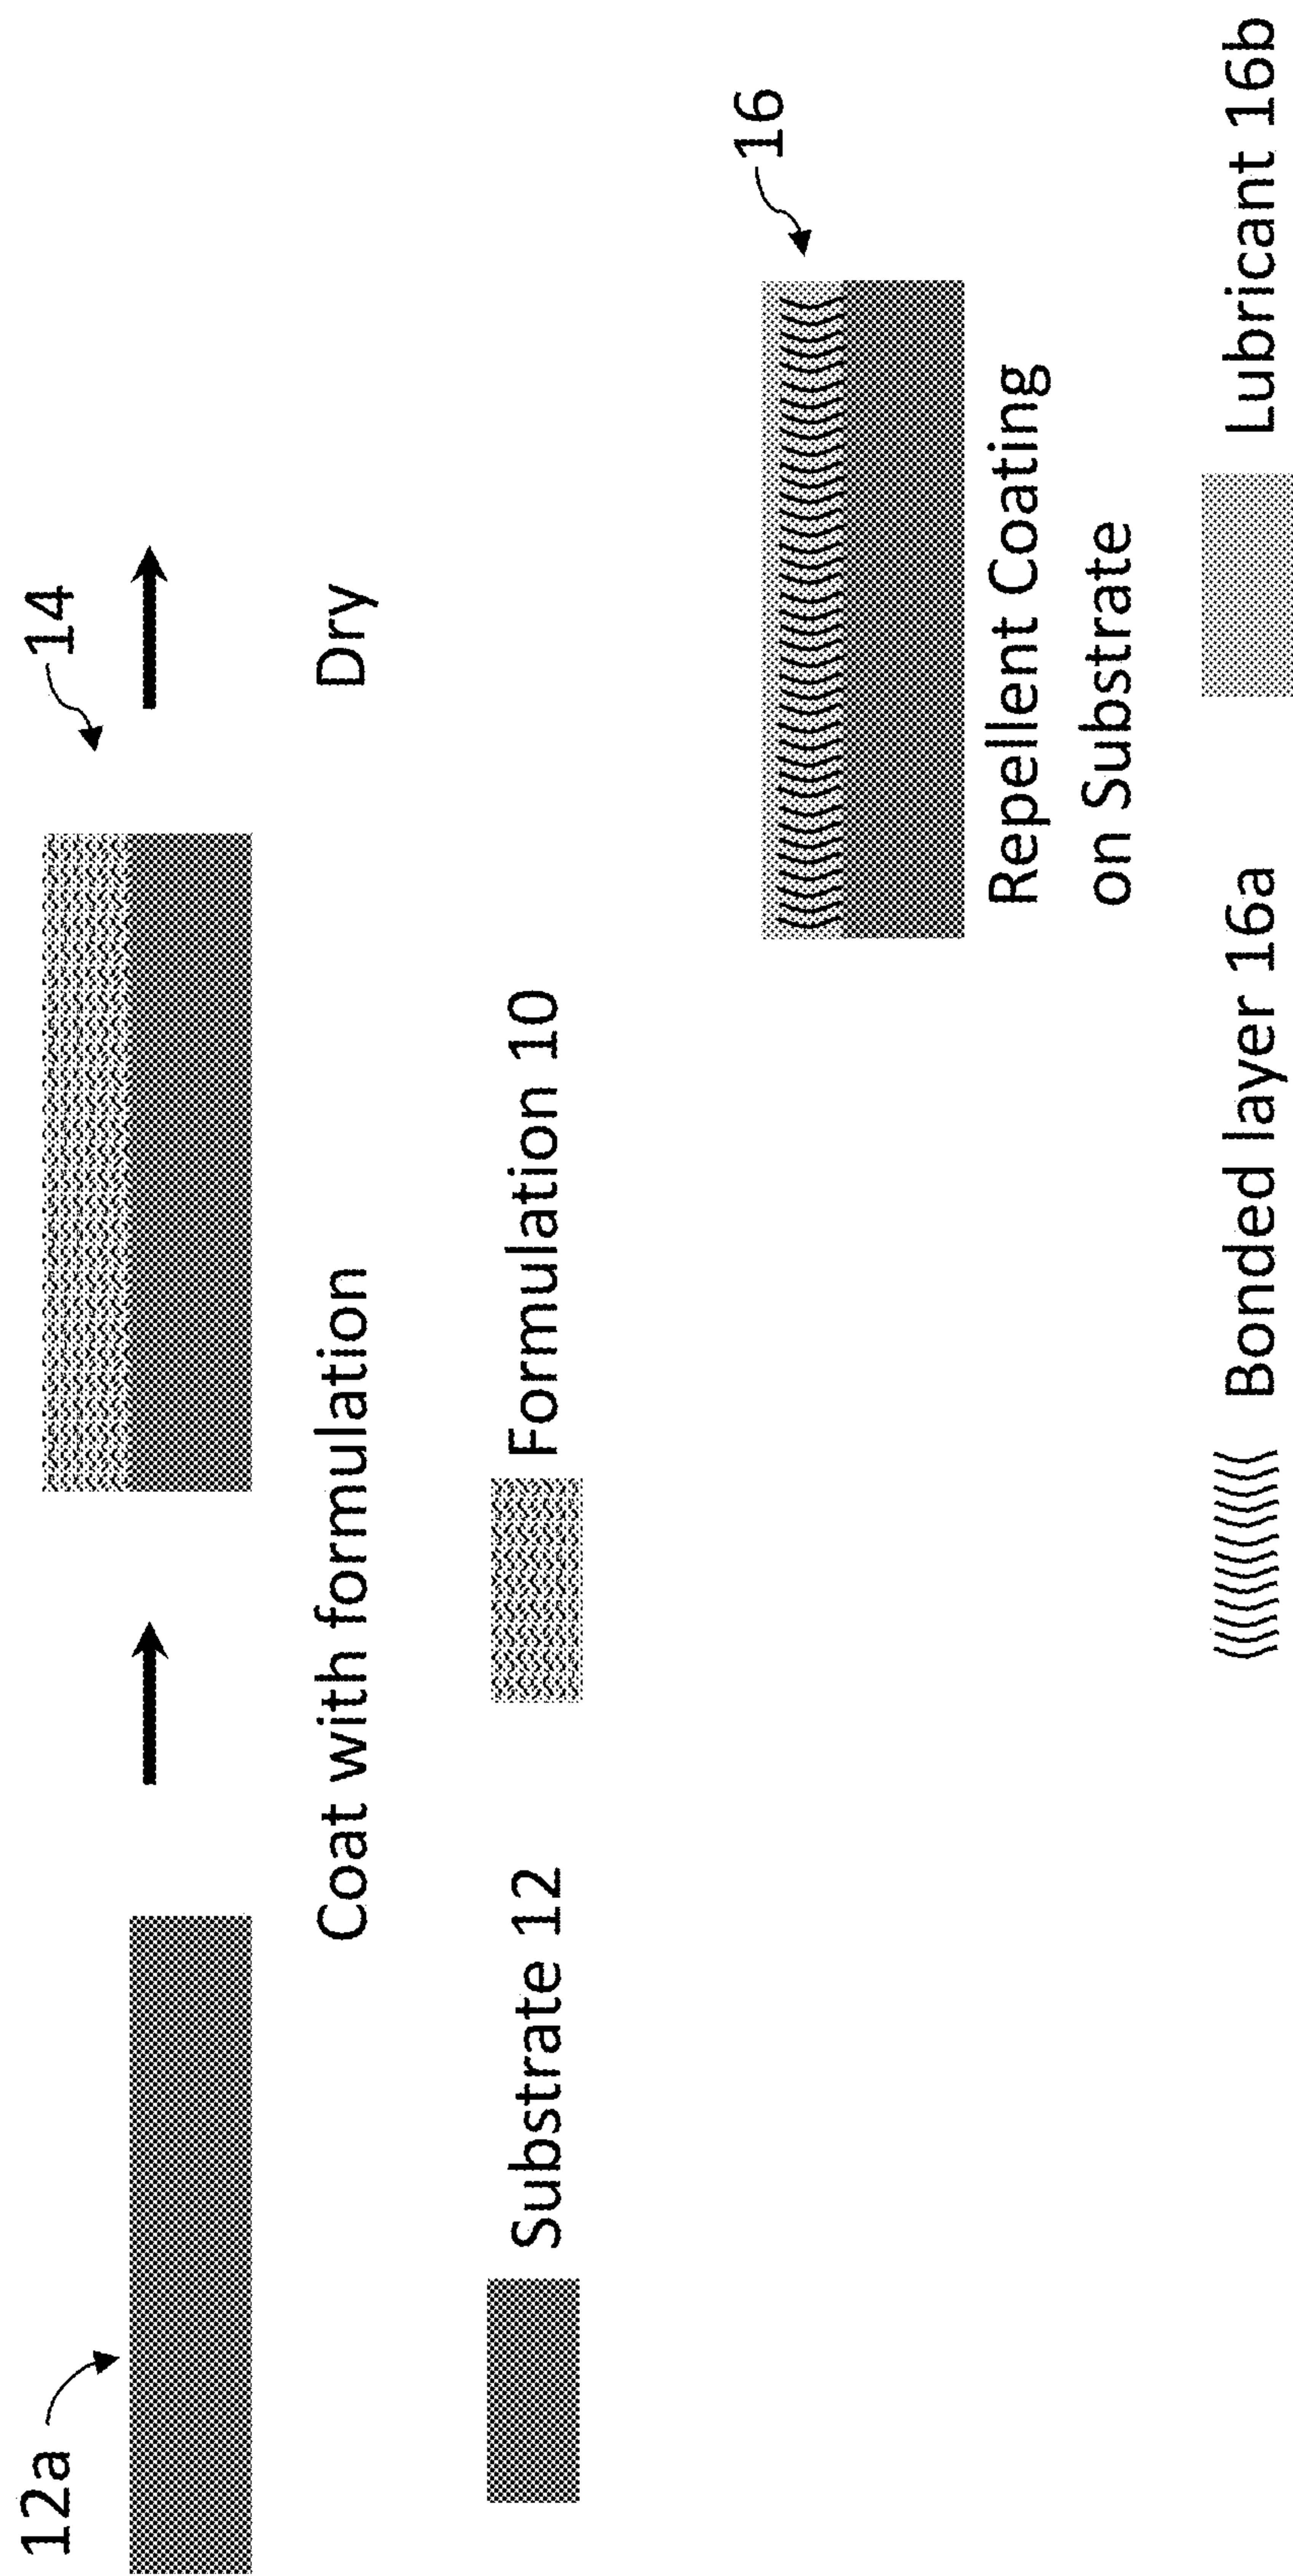 12a
14
Coat with formulation
Dry
Substrate 12
Formulation 10
16
Repellent Coating
on Substrate
Bonded layer 16a
Lubricant 16b